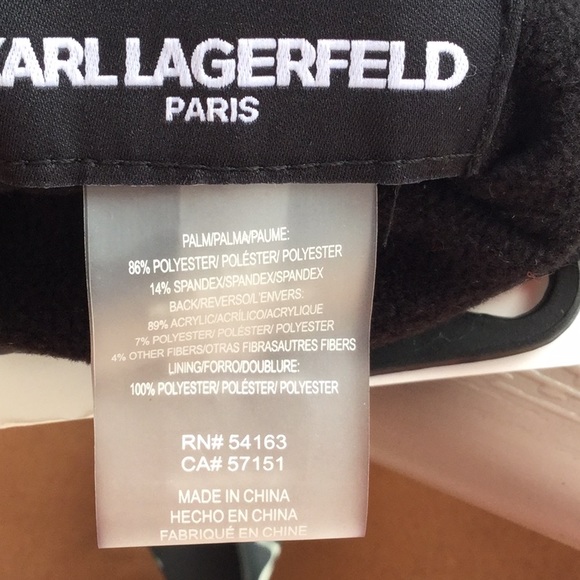 KARL LAGERFELD
PARIS
PALM/PALMA/PAUME:
86% POLYESTER/ POLÉSTER/ POLYESTER
14% SPANDEX/SPANDEX/SPANDEX
BACK/REVERSO/L'ENVERS:
89% ACRYLIC/ACRÍLICO/ACRYLIQUE
7% POLYESTER/ POLÉSTER/ POLYESTER
4% OTHER FIBERS/OTRAS FIBRASAUTRES FIBERS
LINING/FORRO/DOUBLURE:
100% POLYESTER/ POLÉSTER/ POLYESTER
RN# 54163
CA# 57151
MADE IN CHINA
HECHO EN CHINA
FABRIQUÉ EN CHINE